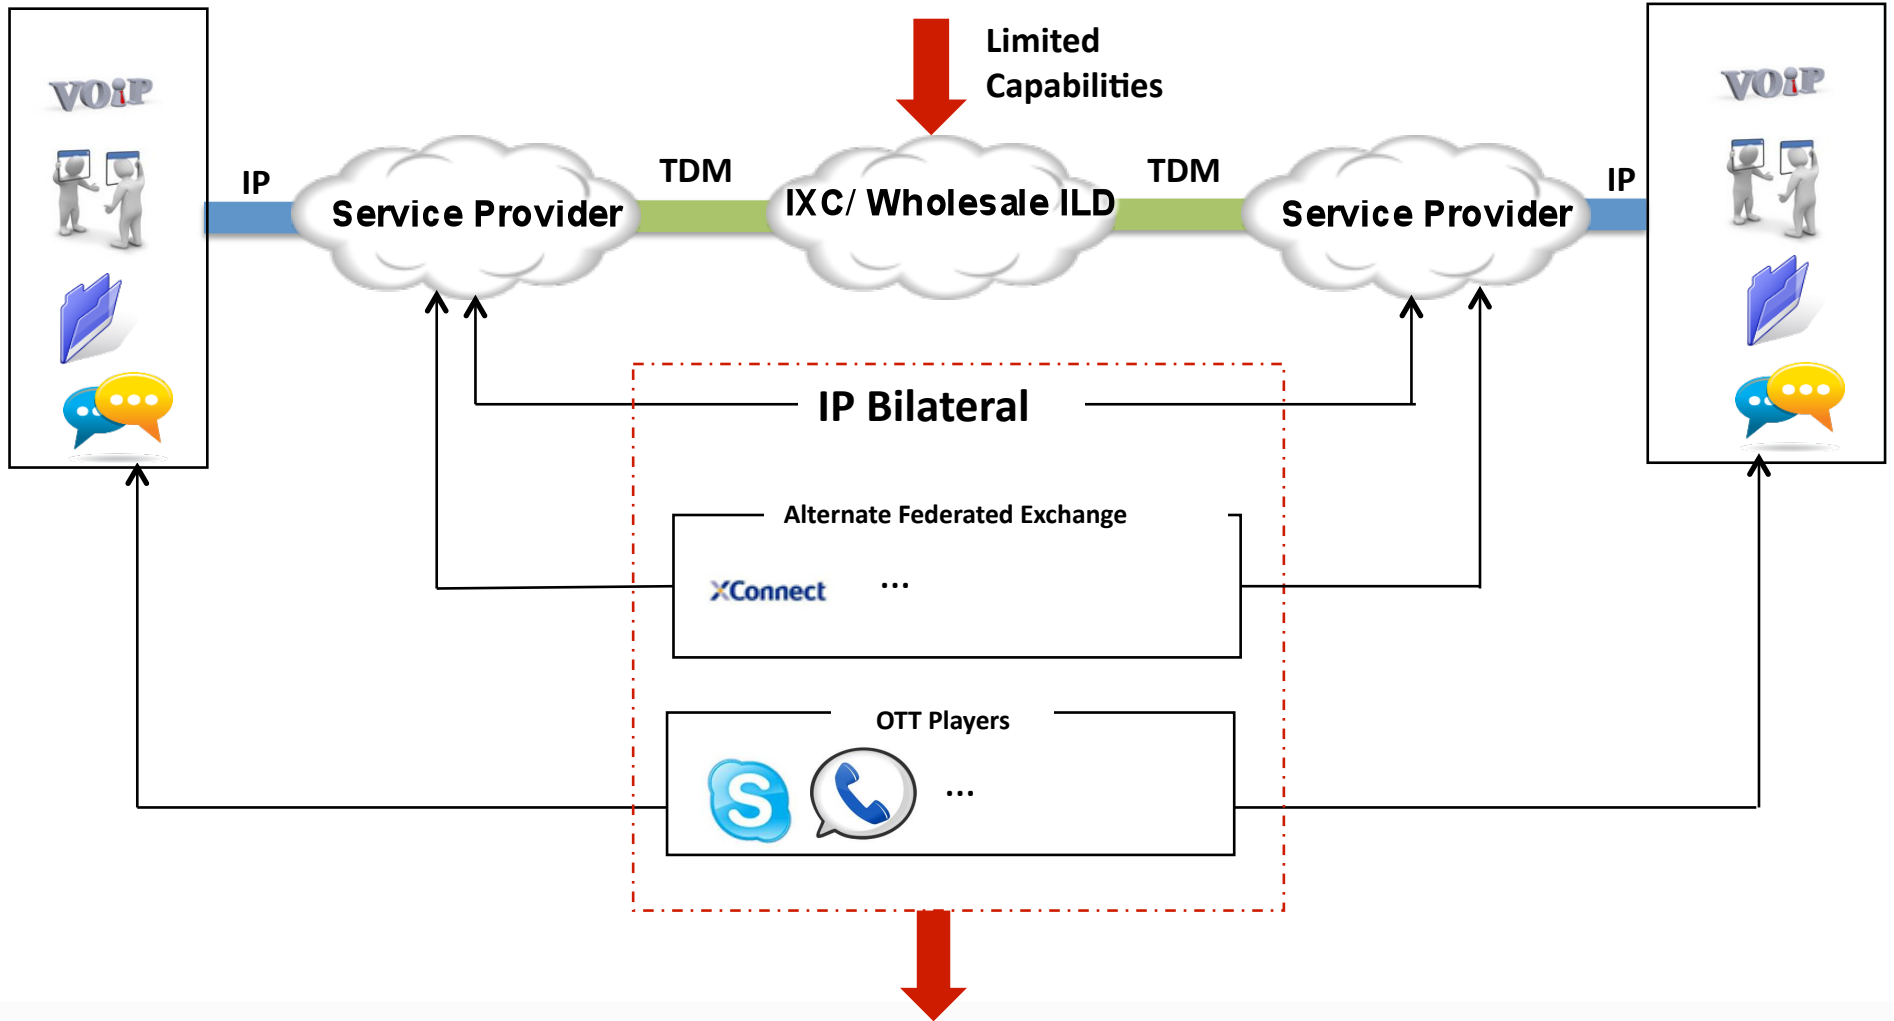 Limited
Capabilities
VOiP
VOiP
IP
TDM
TDM
IP
Service Provider
IXC/ Wholesale ILD
Service Provider
IP Bilateral
Alternate Federated Exchange
XConnect
...
OTT Players
S
...